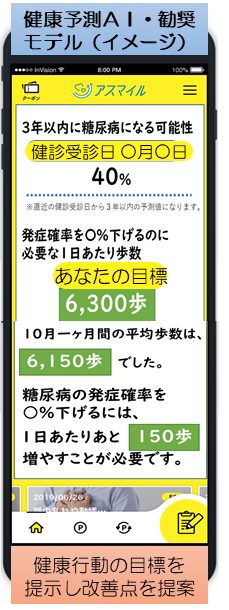 健康予測AI・勧奨
モデル（イメージ）
InVision
8:00 PM
100%
クーポン
アスマイル
3年以内に糖尿病になる可能性
健診受診日 〇月〇日
40%
※直近の健診受診日から3年以内の予測値になります。
発症確率を〇%下げるのに
必要な1日あたり歩数
あなたの目標
6,300歩
10月一ヶ月間の平均歩数は、
6,150歩 でした。
糖尿病の発症確率を
〇%下げるには、
1日あたりあと 150歩
増やすことが必要です。
2019/06/26
P
P
健康行動の目標を
提示し改善点を提案